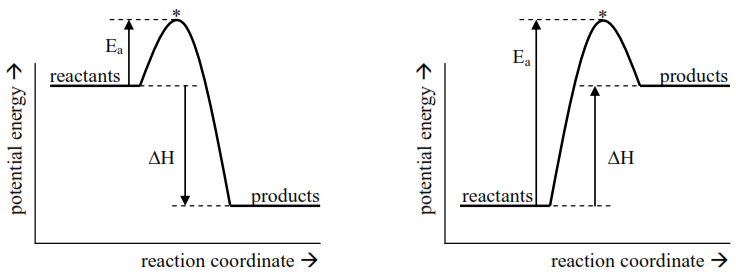 *
Eₐ
reactants
ΔH
products
potential energy →
reaction coordinate →
*
Eₐ
products
ΔH
reactants
potential energy →
reaction coordinate →